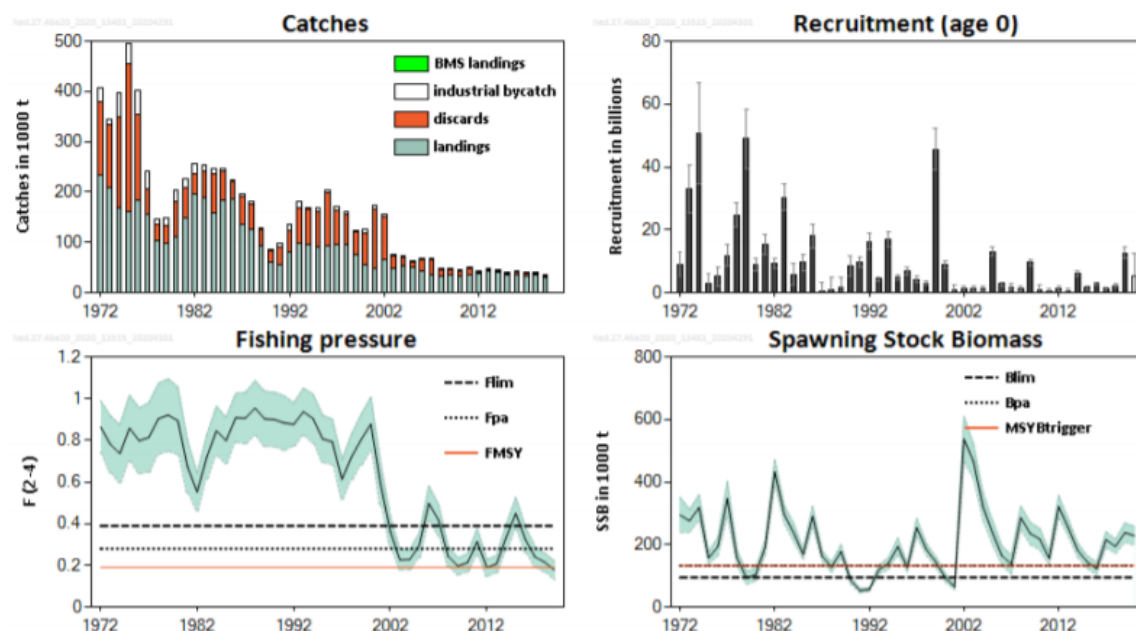 Catches
Catches in 1000 t
500
400
300
200
100
0
BMS landings
industrial bycatch
discards
landings
1972 1982 1992 2002 2012
Recruitment (age 0)
Recruitment in billions
80
60
40
20
0
1972 1982 1992 2002 2012
Fishing pressure
F (2-4)
1.2
1
0.8
0.6
0.4
0.2
0
Flim
Fpa
FMSY
1972 1982 1992 2002 2012
Spawning Stock Biomass
SSB in 1000 t
800
600
400
200
0
Blim
Bpa
MSYBtrigger
1972 1982 1992 2002 2012